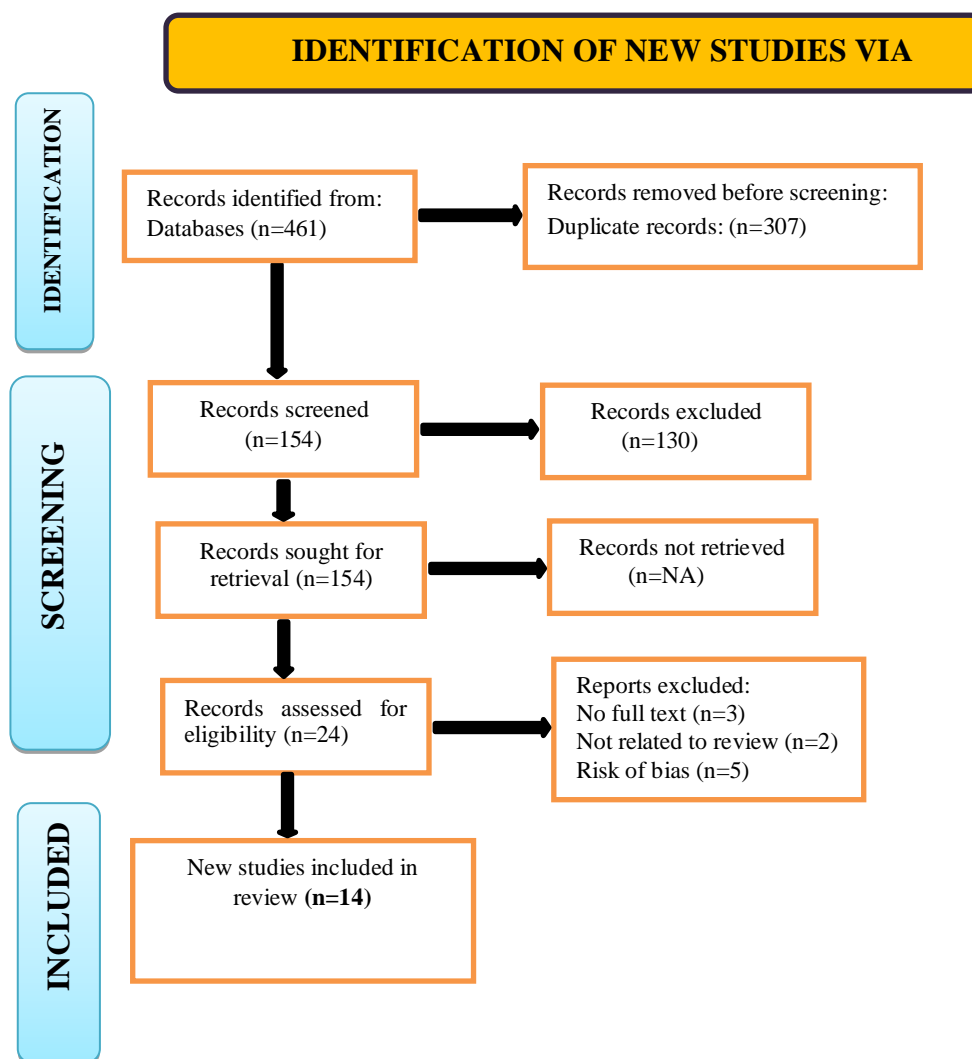 IDENTIFICATION OF NEW STUDIES VIA
IDENTIFICATION
Records identified from:
Databases (n=461)
Records removed before screening:
Duplicate records: (n=307)
SCREENING
Records screened
(n=154)
Records excluded
(n=130)
Records sought for
retrieval (n=154)
Records not retrieved
(n=NA)
Records assessed for
eligibility (n=24)
Reports excluded:
No full text (n=3)
Not related to review (n=2)
Risk of bias (n=5)
INCLUDED
New studies included in
review (n=14)